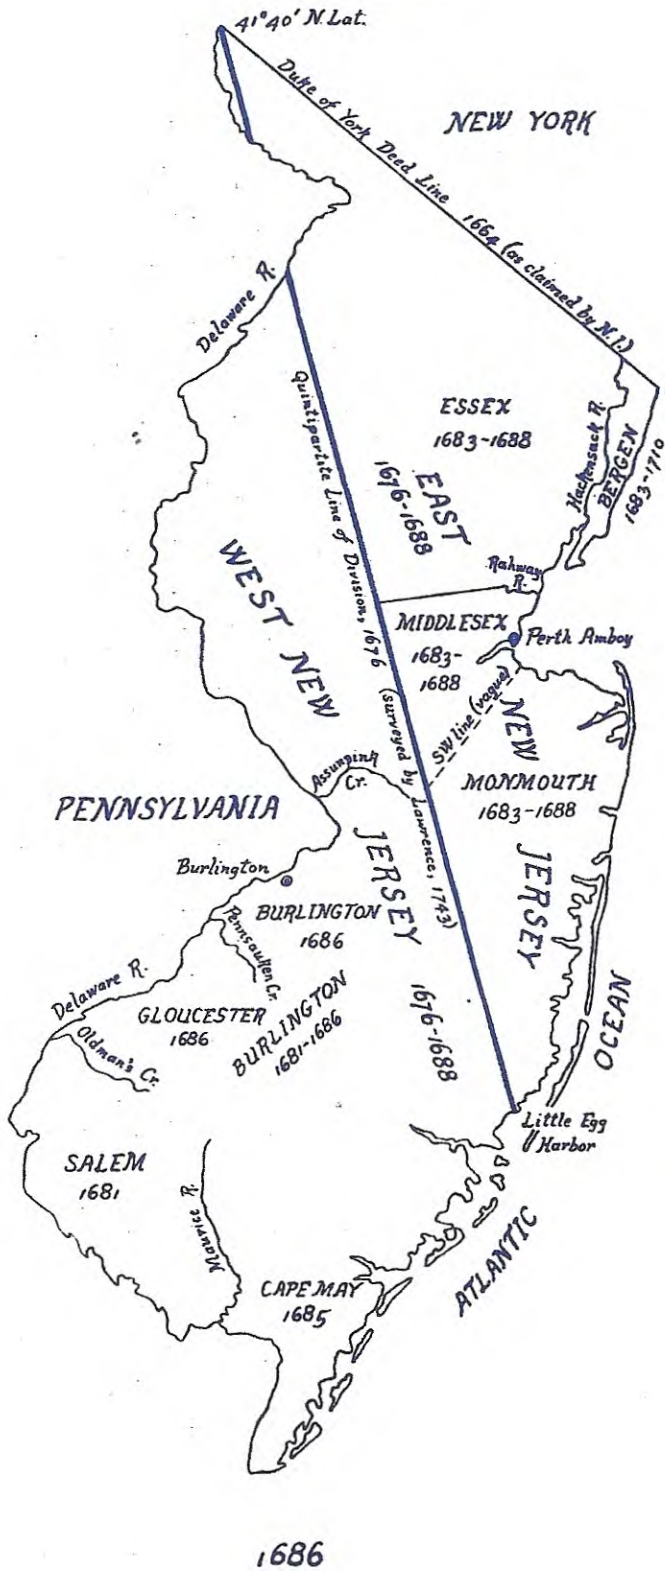 41°40' N. Lat.
Duke of York Deed Line 1664 (as claimed by N.J.)
NEW YORK
Delaware R.
Quintipartite Line of Division, 1676 (surveyed by Lawrence, 1743)
ESSEX
1683-1688
Hackensack R.
BERGEN
1683-1710
EAST
1676-1688
Rahway
R.
WEST NEW
MIDDLESEX
1683-
1688
Perth Amboy
SW line (vague)
NEW
Assunpink
Cr.
MONMOUTH
1683-1688
PENNSYLVANIA
JERSEY
JERSEY
Burlington
BURLINGTON
1686
Pennsauken Cr.
Delaware R.
GLOUCESTER
1686
BURLINGTON
1681-1686
1676-1688
OCEAN
Oldman's Cr.
Little Egg
Harbor
SALEM
1681
Maurice R.
ATLANTIC
CAPE MAY
1685
1686